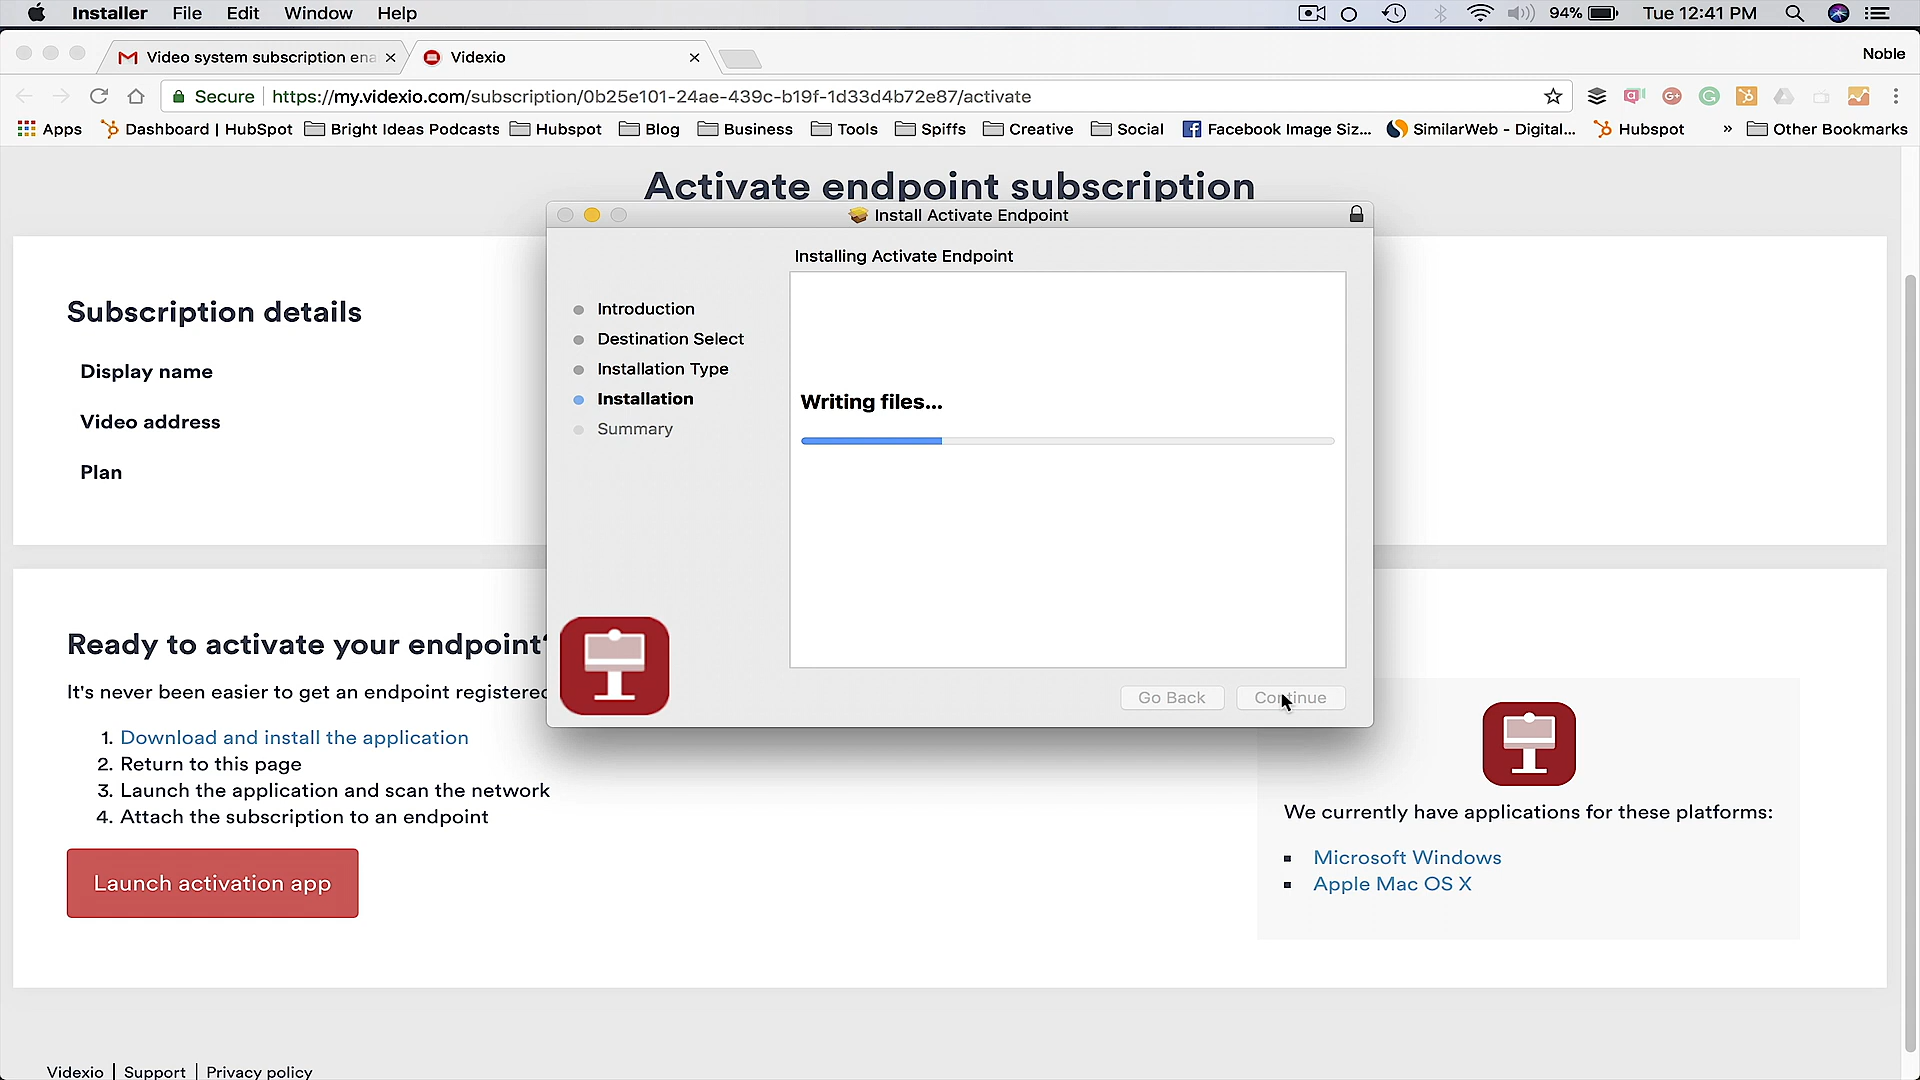 Installer File Edit Window Help 94% Tue 12:41 PM
Video system subscription ena Videxio Noble
Secure https://my.videxio.com/subscription/0b25e101-24ae-439c-b19f-1d33d4b72e87/activate
Apps Dashboard | HubSpot Bright Ideas Podcasts Hubspot Blog Business Tools Spiffs Creative Social Facebook Image Siz... SimilarWeb - Digital... Hubspot » Other Bookmarks
Activate endpoint subscription
Install Activate Endpoint
Installing Activate Endpoint
Introduction
Destination Select
Installation Type
Installation
Summary
Writing files...
Go Back Continue
Subscription details
Display name
Video address
Plan
Ready to activate your endpoint?
It's never been easier to get an endpoint registered
1. Download and install the application
2. Return to this page
3. Launch the application and scan the network
4. Attach the subscription to an endpoint
Launch activation app
We currently have applications for these platforms:
Microsoft Windows
Apple Mac OS X
Videxio | Support | Privacy policy